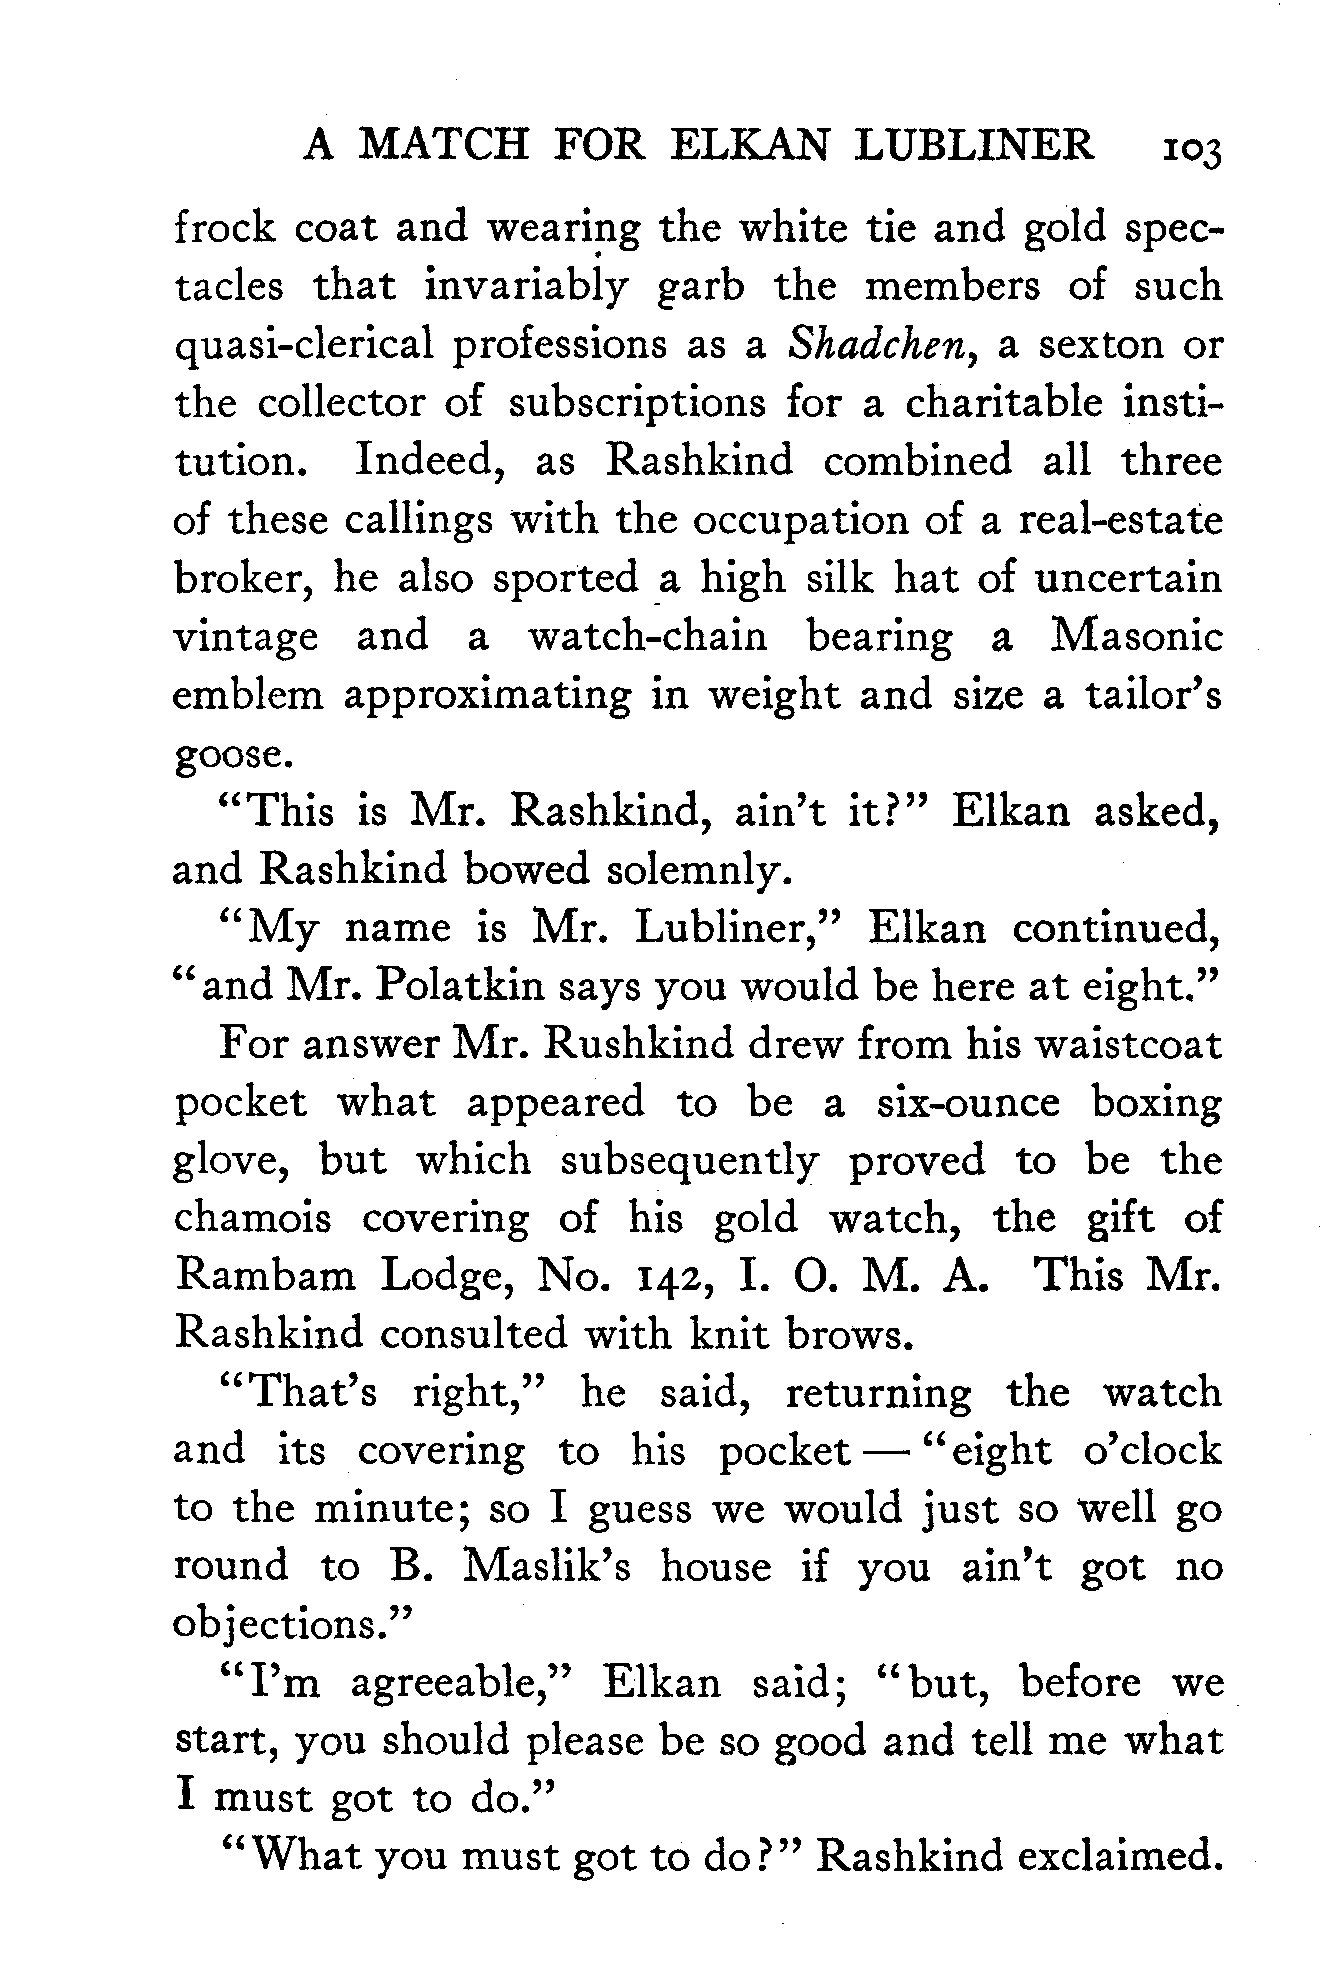 A MATCH FOR ELKAN LUBLINER 103
frock coat and wearing the white tie and gold spec-
tacles that invariably garb the members of such
quasi-clerical professions as a Shadchen, a sexton or
the collector of subscriptions for a charitable insti-
tution. Indeed, as Rashkind combined all three
of these callings with the occupation of a real-estate
broker, he also sported a high silk hat of uncertain
vintage and a watch-chain bearing a Masonic
emblem approximating in weight and size a tailor's
goose.
"This is Mr. Rashkind, ain't it?" Elkan asked,
and Rashkind bowed solemnly.
"My name is Mr. Lubliner," Elkan continued,
"and Mr. Polatkin says you would be here at eight."
For answer Mr. Rushkind drew from his waistcoat
pocket what appeared to be a six-ounce boxing
glove, but which subsequently proved to be the
chamois covering of his gold watch, the gift of
Rambam Lodge, No. 142, I. O. M. A. This Mr.
Rashkind consulted with knit brows.
"That's right," he said, returning the watch
and its covering to his pocket — "eight o'clock
to the minute; so I guess we would just so well go
round to B. Maslik's house if you ain't got no
objections."
"I'm agreeable," Elkan said; "but, before we
start, you should please be so good and tell me what
I must got to do."
"What you must got to do?" Rashkind exclaimed.